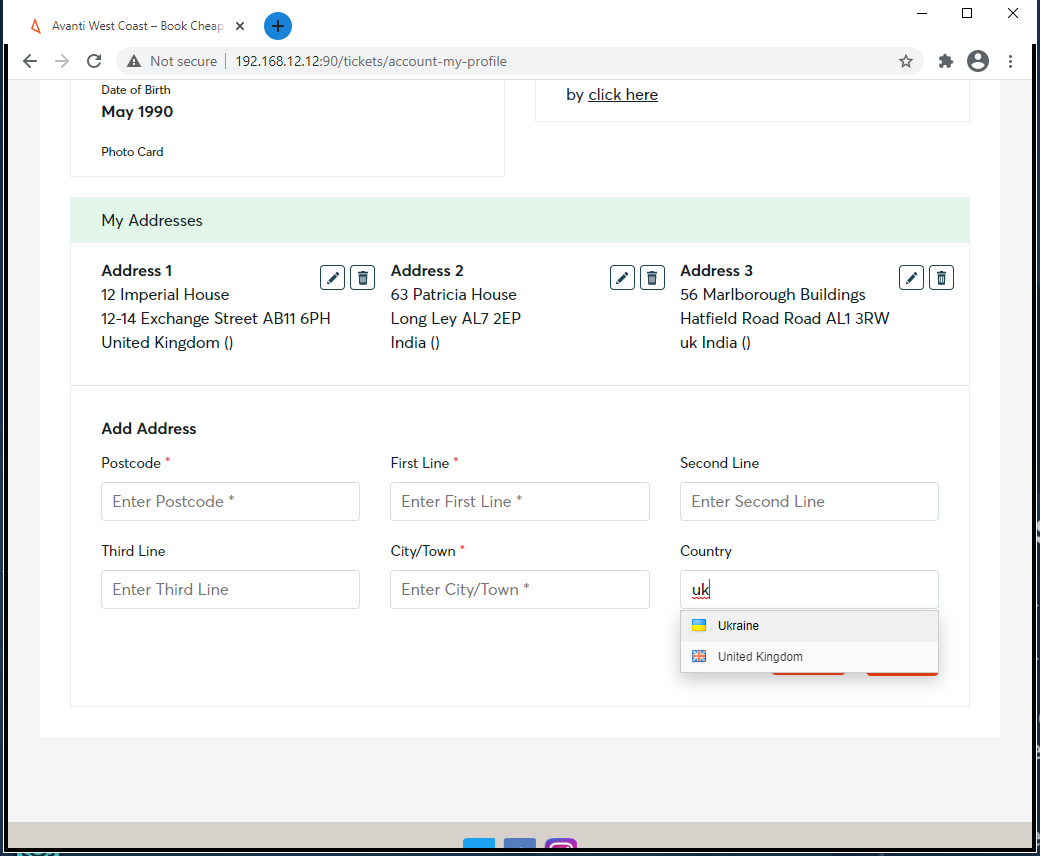 Avanti West Coast – Book Cheap
Not secure
192.168.12.12:90/tickets/account-my-profile
Date of Birth
May 1990
Photo Card
by click here
My Addresses
Address 1
12 Imperial House
12-14 Exchange Street AB11 6PH
United Kingdom ()
Address 2
63 Patricia House
Long Ley AL7 2EP
India ()
Address 3
56 Marlborough Buildings
Hatfield Road Road AL1 3RW
uk India ()
Add Address
Postcode *
Enter Postcode *
First Line *
Enter First Line *
Second Line
Enter Second Line
Third Line
Enter Third Line
City/Town *
Enter City/Town *
Country
uk
Ukraine
United Kingdom